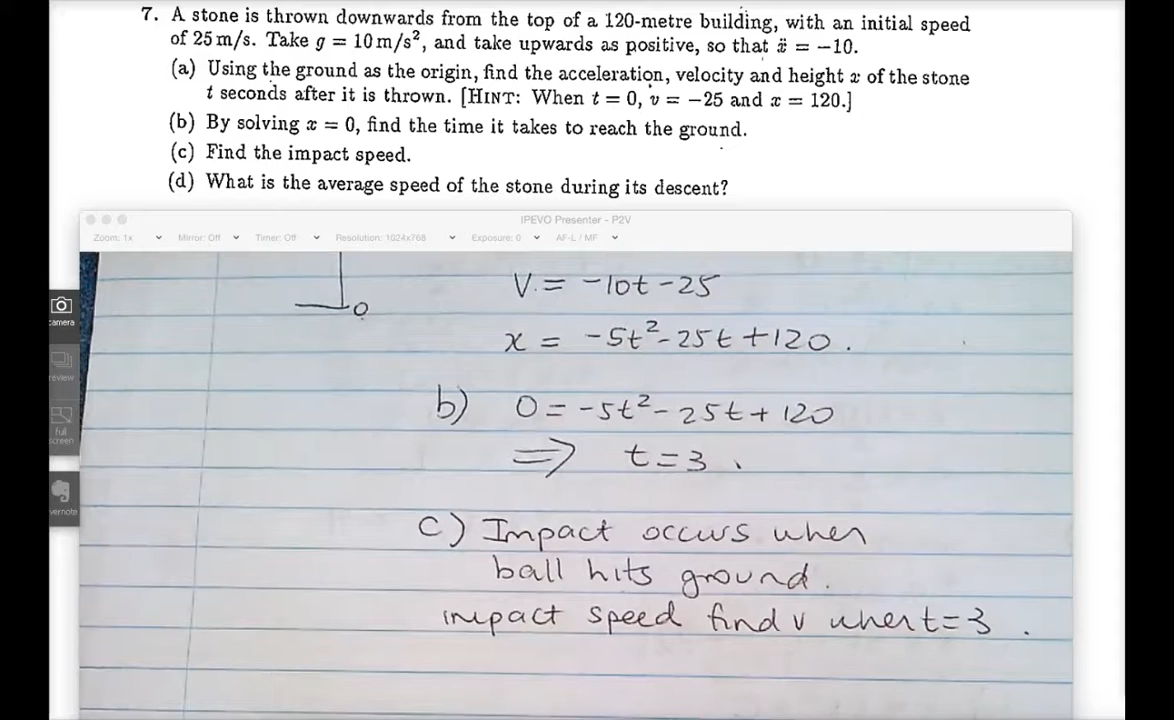 7. A stone is thrown downwards from the top of a 120-metre building, with an initial speed
of 25 m/s. Take g = 10 m/s², and take upwards as positive, so that ẍ = −10.
(a) Using the ground as the origin, find the acceleration, velocity and height x of the stone
t seconds after it is thrown. [HINT: When t = 0, v = −25 and x = 120.]
(b) By solving x = 0, find the time it takes to reach the ground.
(c) Find the impact speed.
(d) What is the average speed of the stone during its descent?
IPEVO Presenter - P2V
Zoom: 1x Mirror: Off Timer: Off Resolution: 1024x768 Exposure: 0 AF-L / MF
camera
eview
full
screen
vernote
V = -10t - 25
0
x = -5t² - 25t + 120.
b) 0 = -5t² - 25t + 120
⇒ t = 3.
c) Impact occurs when
ball hits ground.
impact speed find v when t = 3.